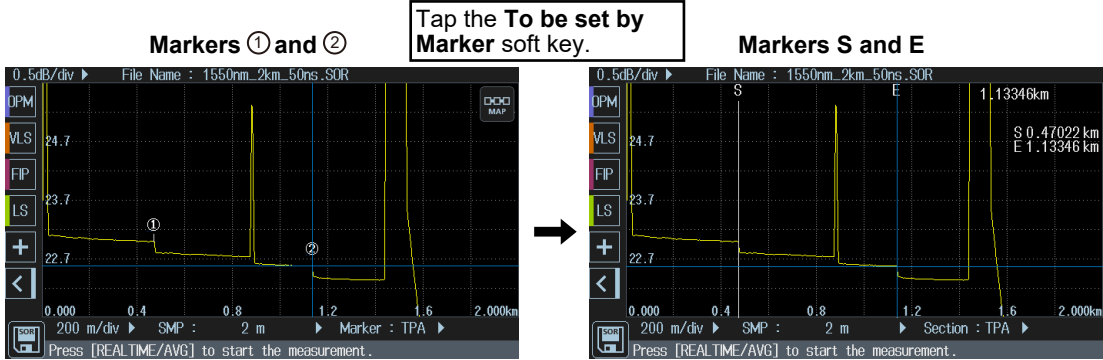 Tap the To be set by
Marker soft key.
Markers ① and ②
Markers S and E
0.5dB/div ▶ File Name : 1550nm_2km_50ns.SOR
OPM
VLS
FIP
LS
+
<
MAP
24.7
23.7
22.7
①
②
0.000 0.4 0.8 1.2 1.6 2.000km
SOR
200 m/div ▶ SMP : 2 m ▶ Marker : TPA ▶
Press [REALTIME/AVG] to start the measurement.
0.5dB/div ▶ File Name : 1550nm_2km_50ns.SOR
OPM
VLS
FIP
LS
+
<
S
E
1.13346km
S 0.47022 km
E 1.13346 km
24.7
23.7
22.7
0.000 0.4 0.8 1.2 1.6 2.000km
SOR
200 m/div ▶ SMP : 2 m ▶ Section : TPA ▶
Press [REALTIME/AVG] to start the measurement.